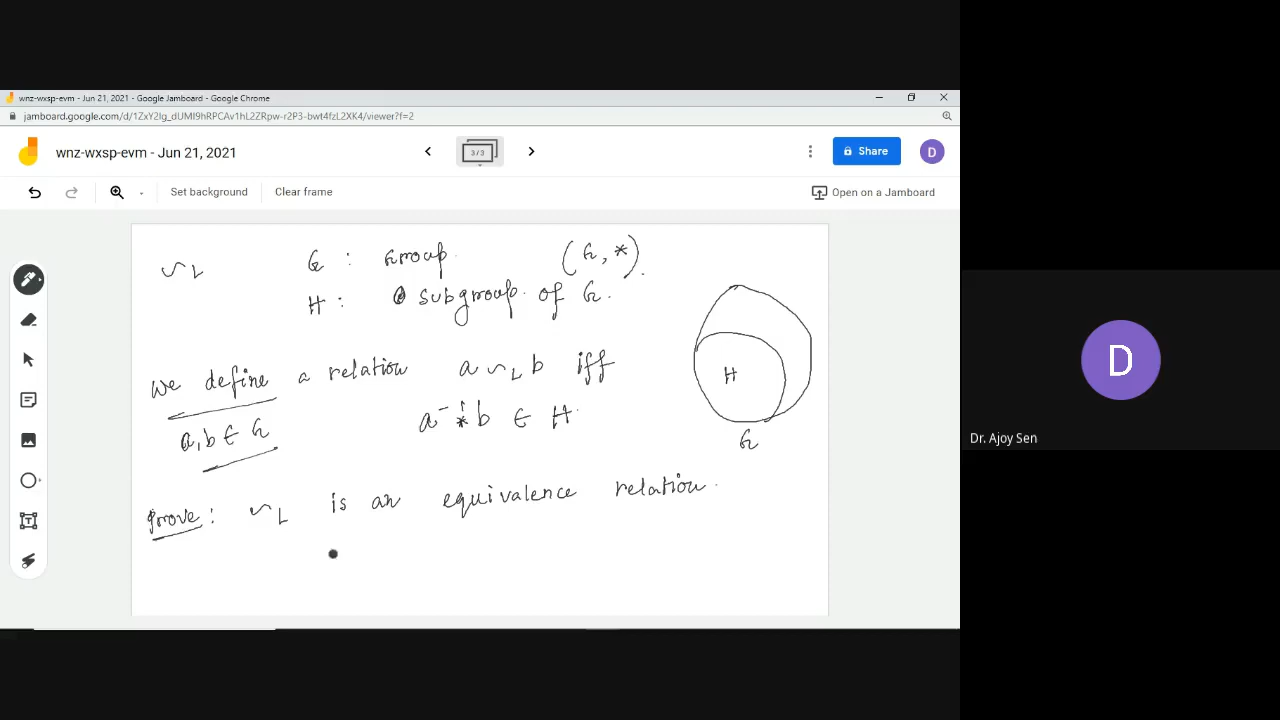 wnz-wxsp-evm - Jun 21, 2021 - Google Jamboard - Google Chrome
jamboard.google.com/d/1ZxY2Ig_dUMI9hRPCAv1hL2ZRpw-r2P3-bwt4fzL2XK4/viewer?f=2
wnz-wxsp-evm - Jun 21, 2021
3/3
Share
D
Set background
Clear frame
Open on a Jamboard
~L G : Group. (G, *).
H : subgroup of G.
We define a relation a ~L b iff
a, b ∈ G a⁻¹ * b ∈ H.
H
G
Prove: ~L is an equivalence relation.
D
Dr. Ajoy Sen